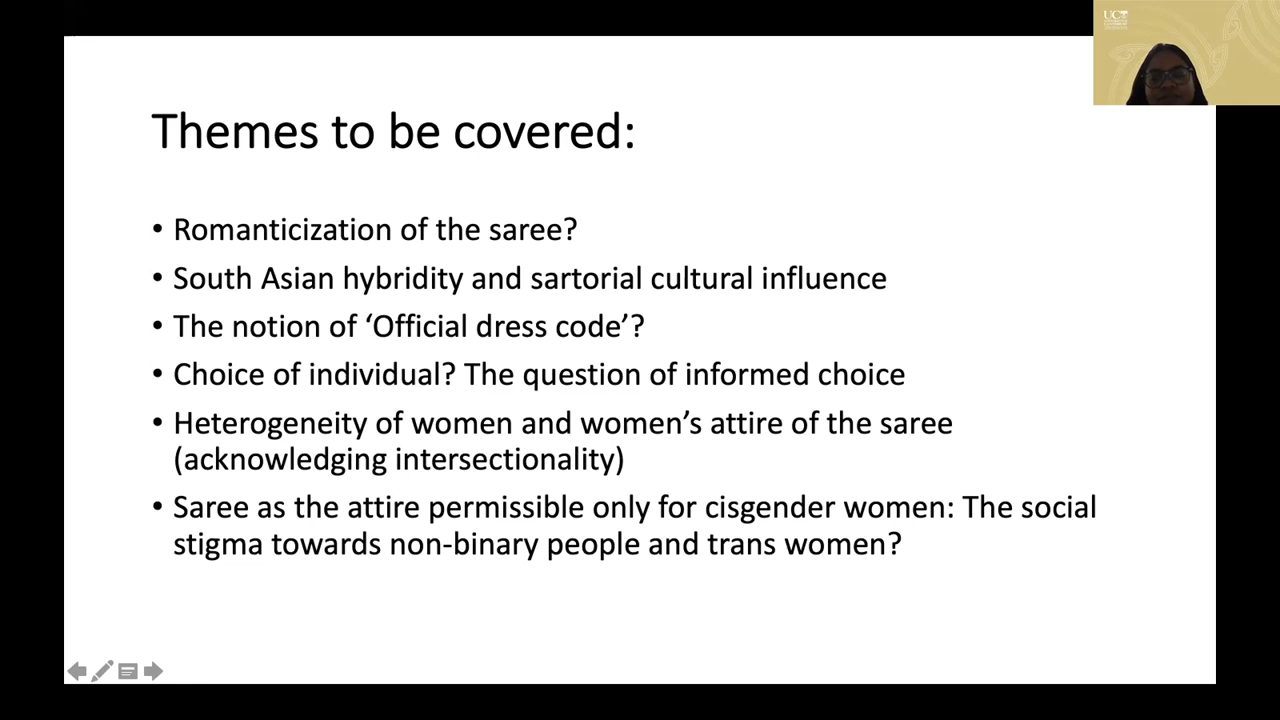 UC
Themes to be covered:
• Romanticization of the saree?
• South Asian hybridity and sartorial cultural influence
• The notion of ‘Official dress code’?
• Choice of individual? The question of informed choice
• Heterogeneity of women and women’s attire of the saree
(acknowledging intersectionality)
• Saree as the attire permissible only for cisgender women: The social
stigma towards non-binary people and trans women?